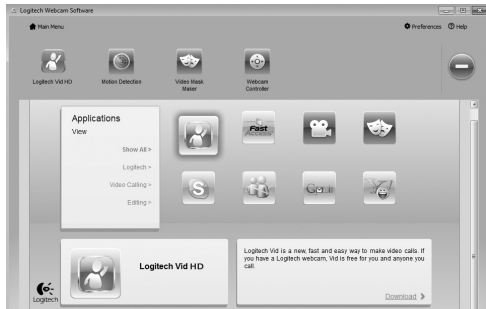 Logitech Webcam Software
Main Menu
Preferences
Help
Logitech Vid HD
Motion Detection
Video Mask
Maker
Webcam
Controller
Applications
View
Show All >
Logitech >
Video Calling >
Editing >
Fast
Access
S
Logitech Vid HD
Logitech Vid is a new, fast and easy way to make video calls. If
you have a Logitech webcam, Vid is free for you and anyone you
call.
Download
Logitech